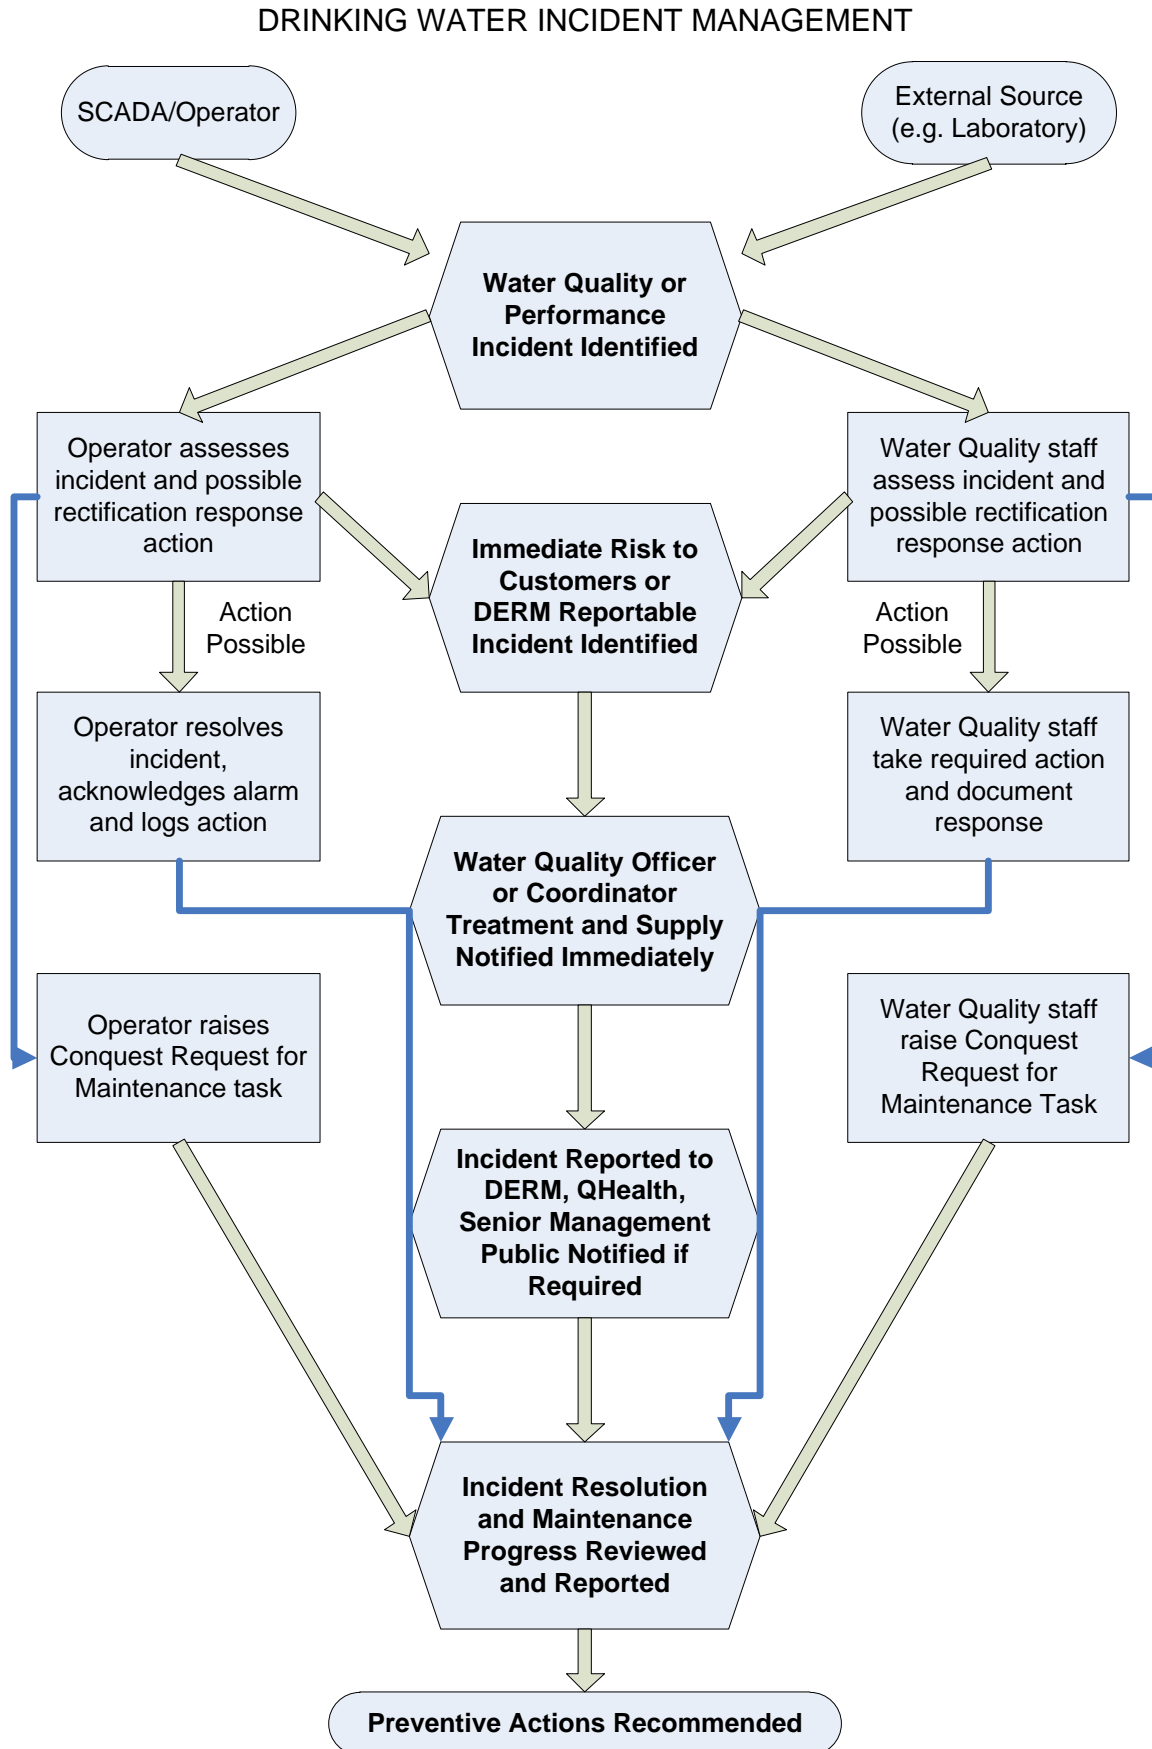 DRINKING WATER INCIDENT MANAGEMENT
SCADA/Operator
External Source
(e.g. Laboratory)
Water Quality or
Performance
Incident Identified
Operator assesses
incident and possible
rectification response
action
Water Quality staff
assess incident and
possible rectification
response action
Immediate Risk to
Customers or
DERM Reportable
Incident Identified
Action
Possible
Action
Possible
Operator resolves
incident,
acknowledges alarm
and logs action
Water Quality staff
take required action
and document
response
Water Quality Officer
or Coordinator
Treatment and Supply
Notified Immediately
Operator raises
Conquest Request for
Maintenance task
Water Quality staff
raise Conquest
Request for
Maintenance Task
Incident Reported to
DERM, QHealth,
Senior Management
Public Notified if
Required
Incident Resolution
and Maintenance
Progress Reviewed
and Reported
Preventive Actions Recommended